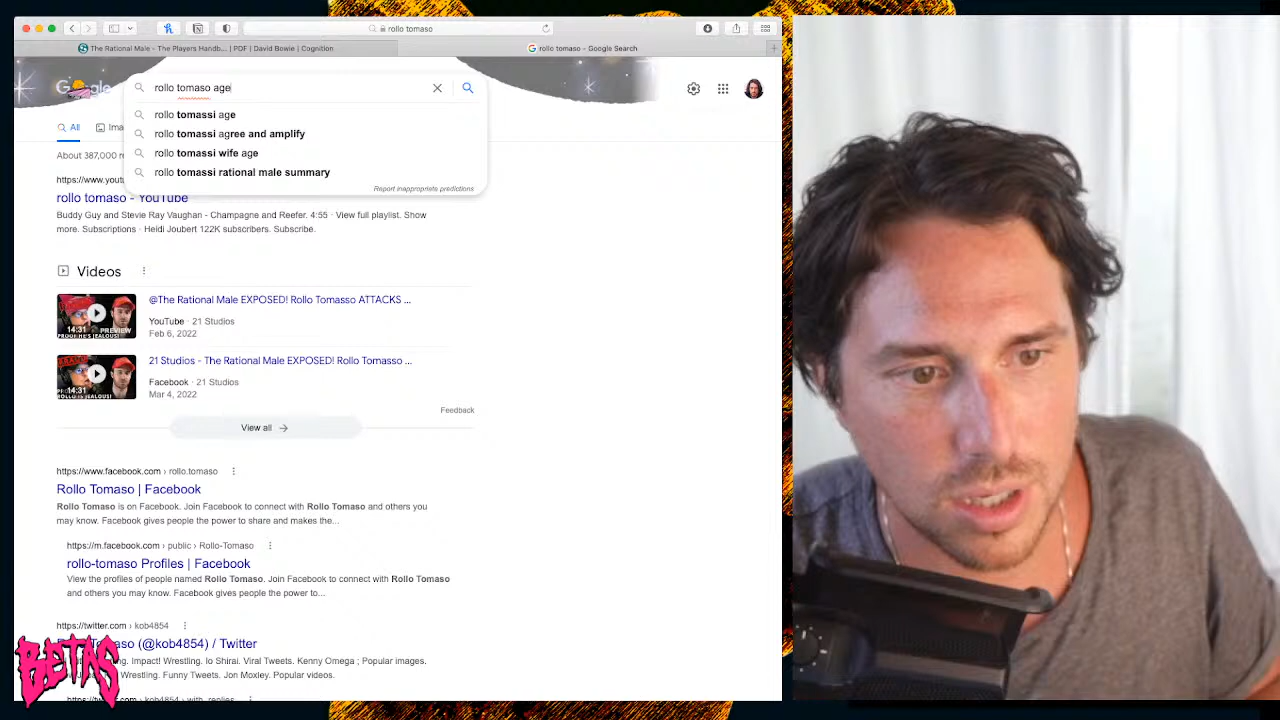 rollo tomaso
The Rational Male - The Players Handb... | PDF | David Bowie | Cognition
rollo tomaso - Google Search
Google
rollo tomaso age
rollo tomassi age
rollo tomassi agree and amplify
rollo tomassi wife age
rollo tomassi rational male summary
Report inappropriate predictions
All
Ima
About 387,000 re
https://www.yout
rollo tomaso - YouTube
Buddy Guy and Stevie Ray Vaughan - Champagne and Reefer. 4:55 · View full playlist. Show
more. Subscriptions · Heidi Joubert 122K subscribers. Subscribe.
Videos
14:31
PREVIEW
@The Rational Male EXPOSED! Rollo Tomasso ATTACKS ...
YouTube · 21 Studios
Feb 6, 2022
14:31
21 Studios - The Rational Male EXPOSED! Rollo Tomasso ...
Facebook · 21 Studios
Mar 4, 2022
Feedback
View all
https://www.facebook.com › rollo.tomaso
Rollo Tomaso | Facebook
Rollo Tomaso is on Facebook. Join Facebook to connect with Rollo Tomaso and others you
may know. Facebook gives people the power to share and makes the...
https://m.facebook.com › public › Rollo-Tomaso
rollo-tomaso Profiles | Facebook
View the profiles of people named Rollo Tomaso. Join Facebook to connect with Rollo Tomaso
and others you may know. Facebook gives people the power to...
https://twitter.com › kob4854
Tomaso (@kob4854) / Twitter
Impact! Wrestling. Io Shirai. Viral Tweets. Kenny Omega ; Popular images.
Wrestling. Funny Tweets. Jon Moxley. Popular videos.
› kob4854 › with_replies
BETAS